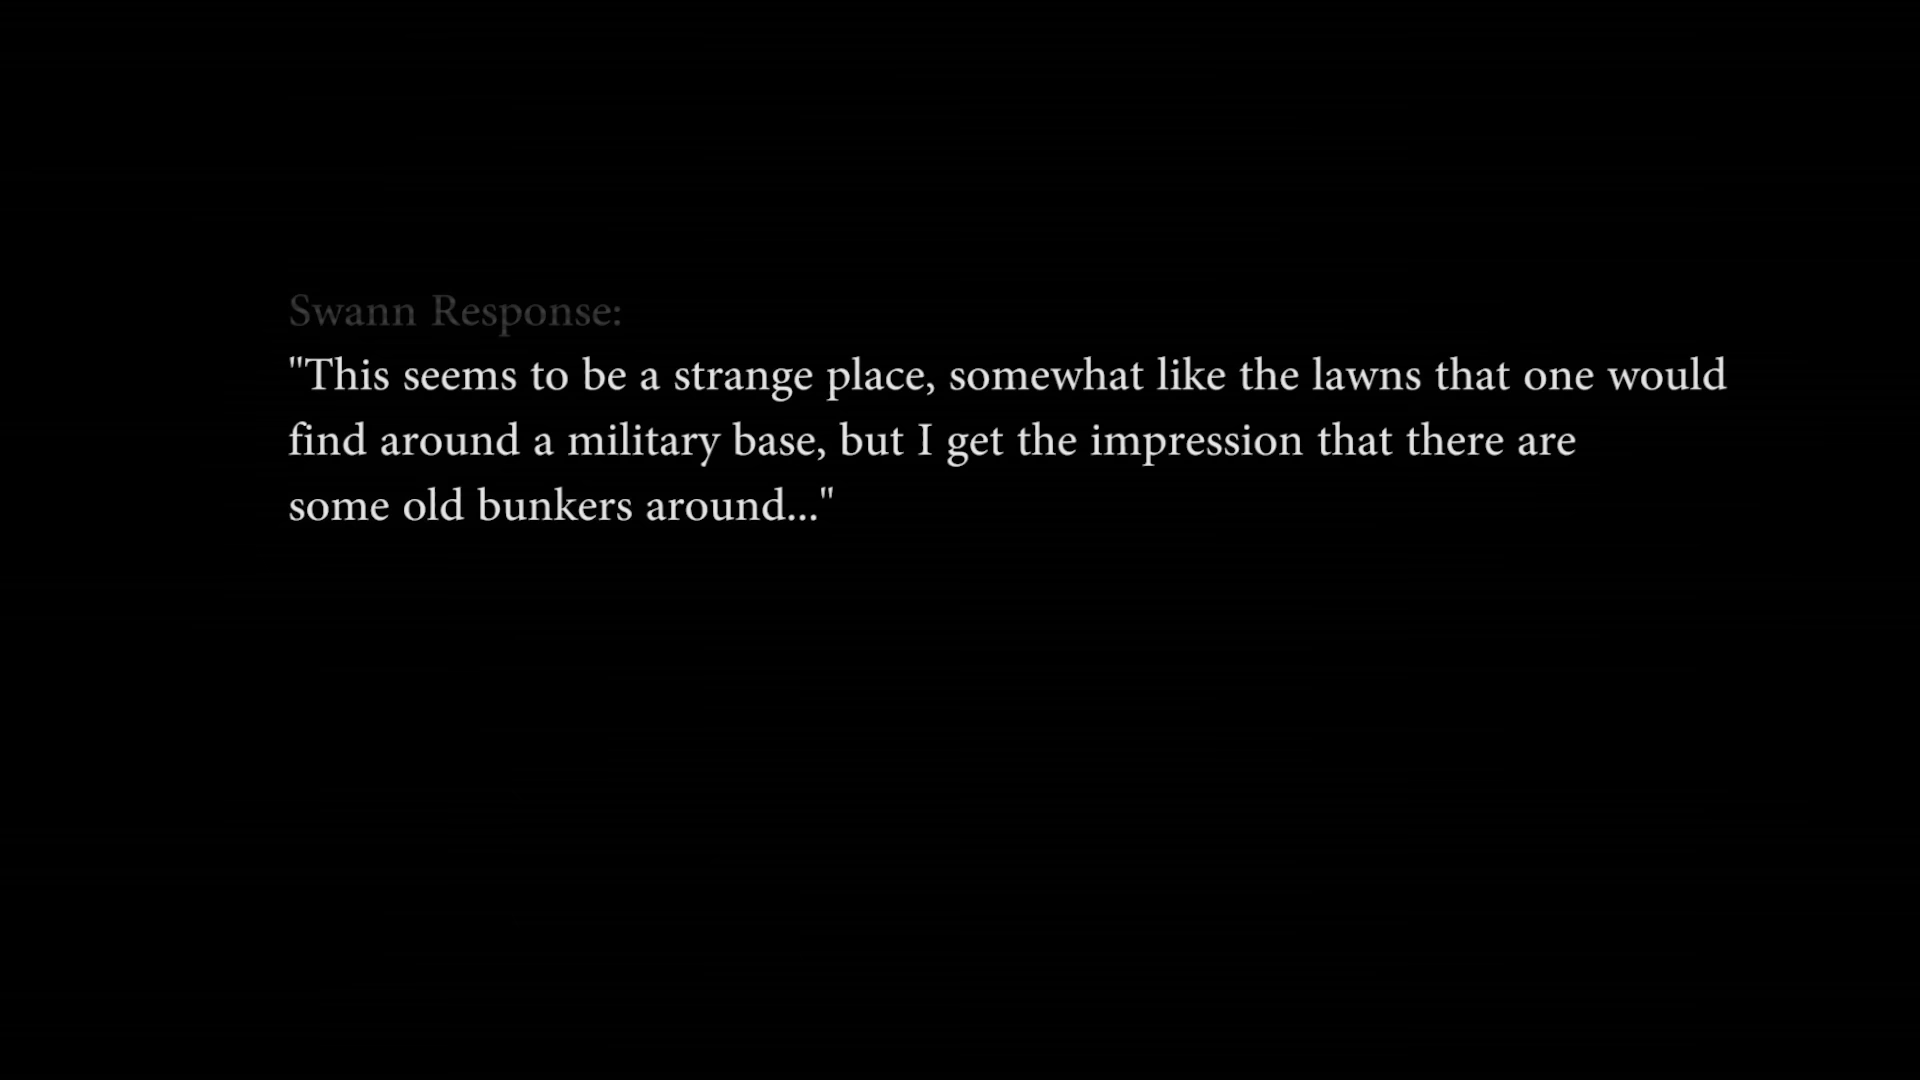 Swann Response:
"This seems to be a strange place, somewhat like the lawns that one would
find around a military base, but I get the impression that there are
some old bunkers around..."